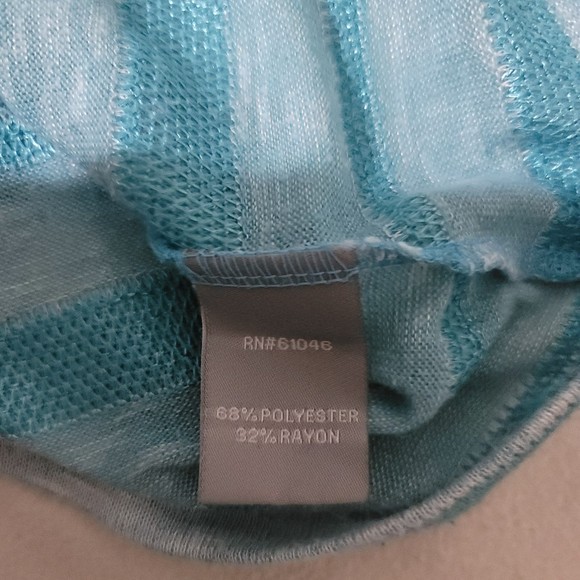 RN#61046
68% POLYESTER
32% RAYON